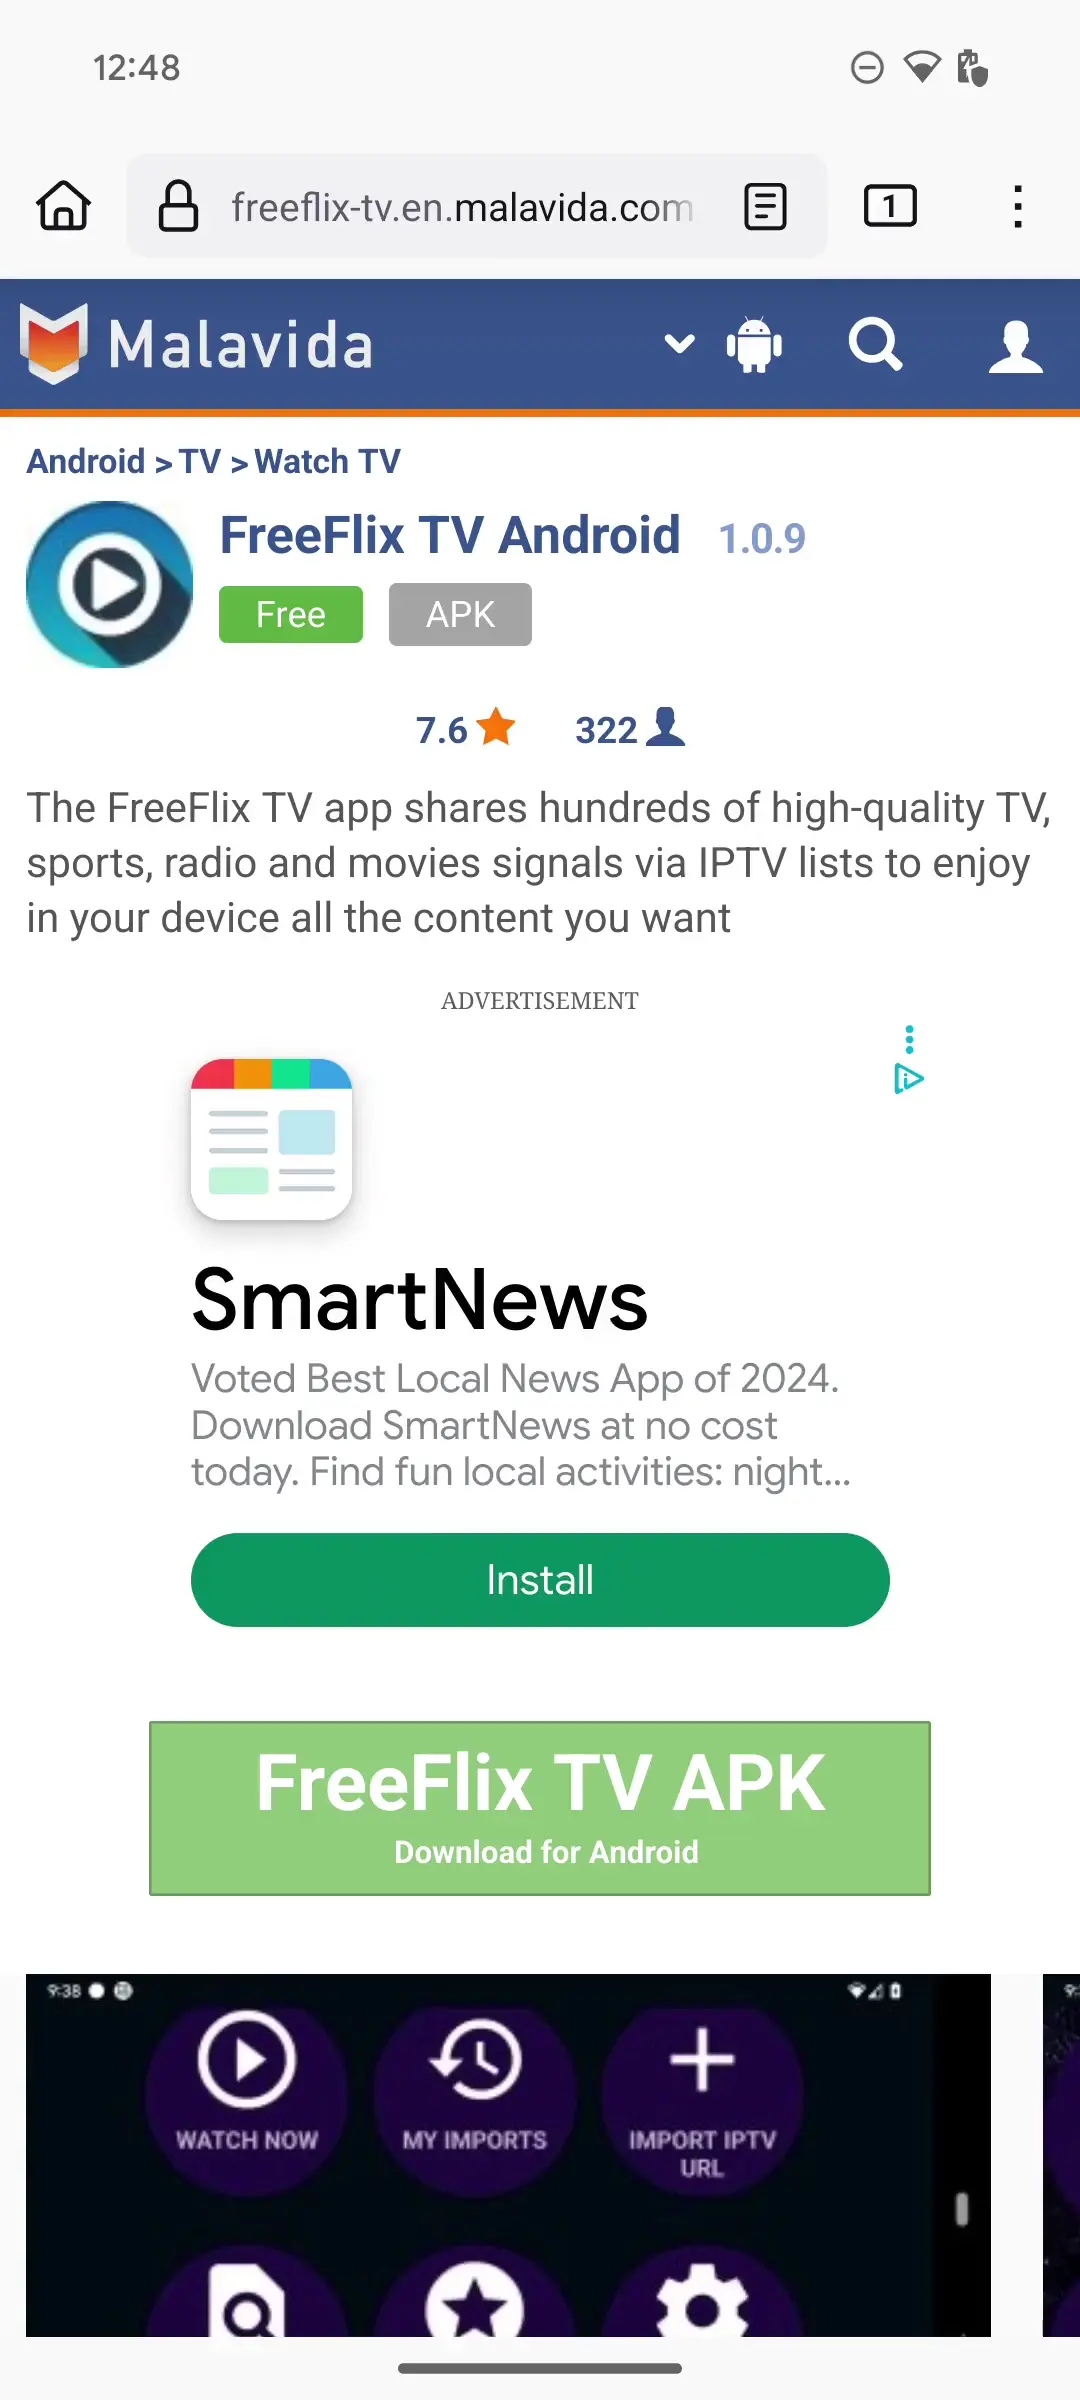 12:48
freeflix-tv.en.malavida.com
1
Malavida
Android > TV > Watch TV
FreeFlix TV Android 1.0.9
Free APK
7.6 322
The FreeFlix TV app shares hundreds of high-quality TV,
sports, radio and movies signals via IPTV lists to enjoy
in your device all the content you want
ADVERTISEMENT
SmartNews
Voted Best Local News App of 2024.
Download SmartNews at no cost
today. Find fun local activities: night...
Install
FreeFlix TV APK
Download for Android
9:38
WATCH NOW MY IMPORTS IMPORT IPTV
URL